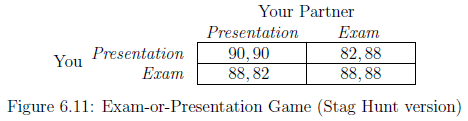 Your Partner
Presentation Exam
You Presentation 90, 90 82, 88
Exam 88, 82 88, 88
Figure 6.11: Exam-or-Presentation Game (Stag Hunt version)